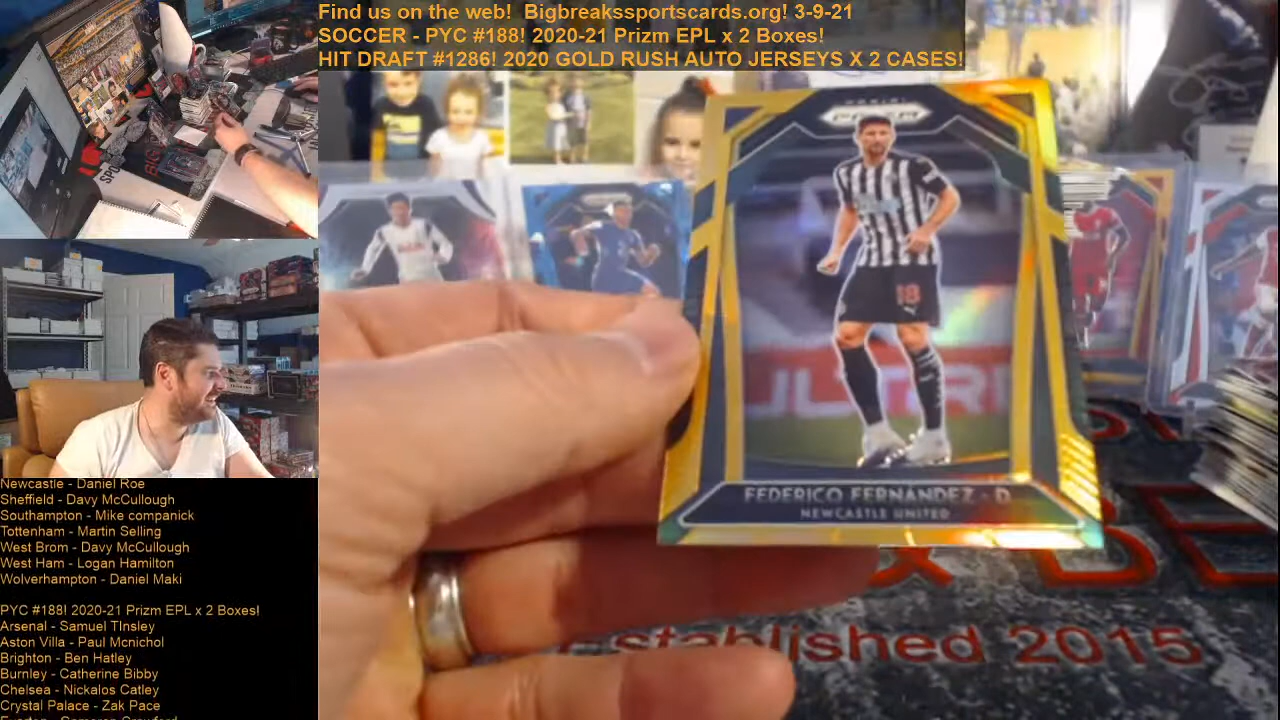 Find us on the web! Bigbreakssportscards.org! 3-9-21
SOCCER - PYC #188! 2020-21 Prizm EPL x 2 Boxes!
HIT DRAFT #1286! 2020 GOLD RUSH AUTO JERSEYS X 2 CASES!
PANINI
PRIZM
18
FEDERICO FERNÁNDEZ - D
NEWCASTLE UNITED
Established 2015
Newcastle - Daniel Roe
Sheffield - Davy McCullough
Southampton - Mike companick
Tottenham - Martin Selling
West Brom - Davy McCullough
West Ham - Logan Hamilton
Wolverhampton - Daniel Maki
PYC #188! 2020-21 Prizm EPL x 2 Boxes!
Arsenal - Samuel TInsley
Aston Villa - Paul Mcnichol
Brighton - Ben Hatley
Burnley - Catherine Bibby
Chelsea - Nickalos Catley
Crystal Palace - Zak Pace